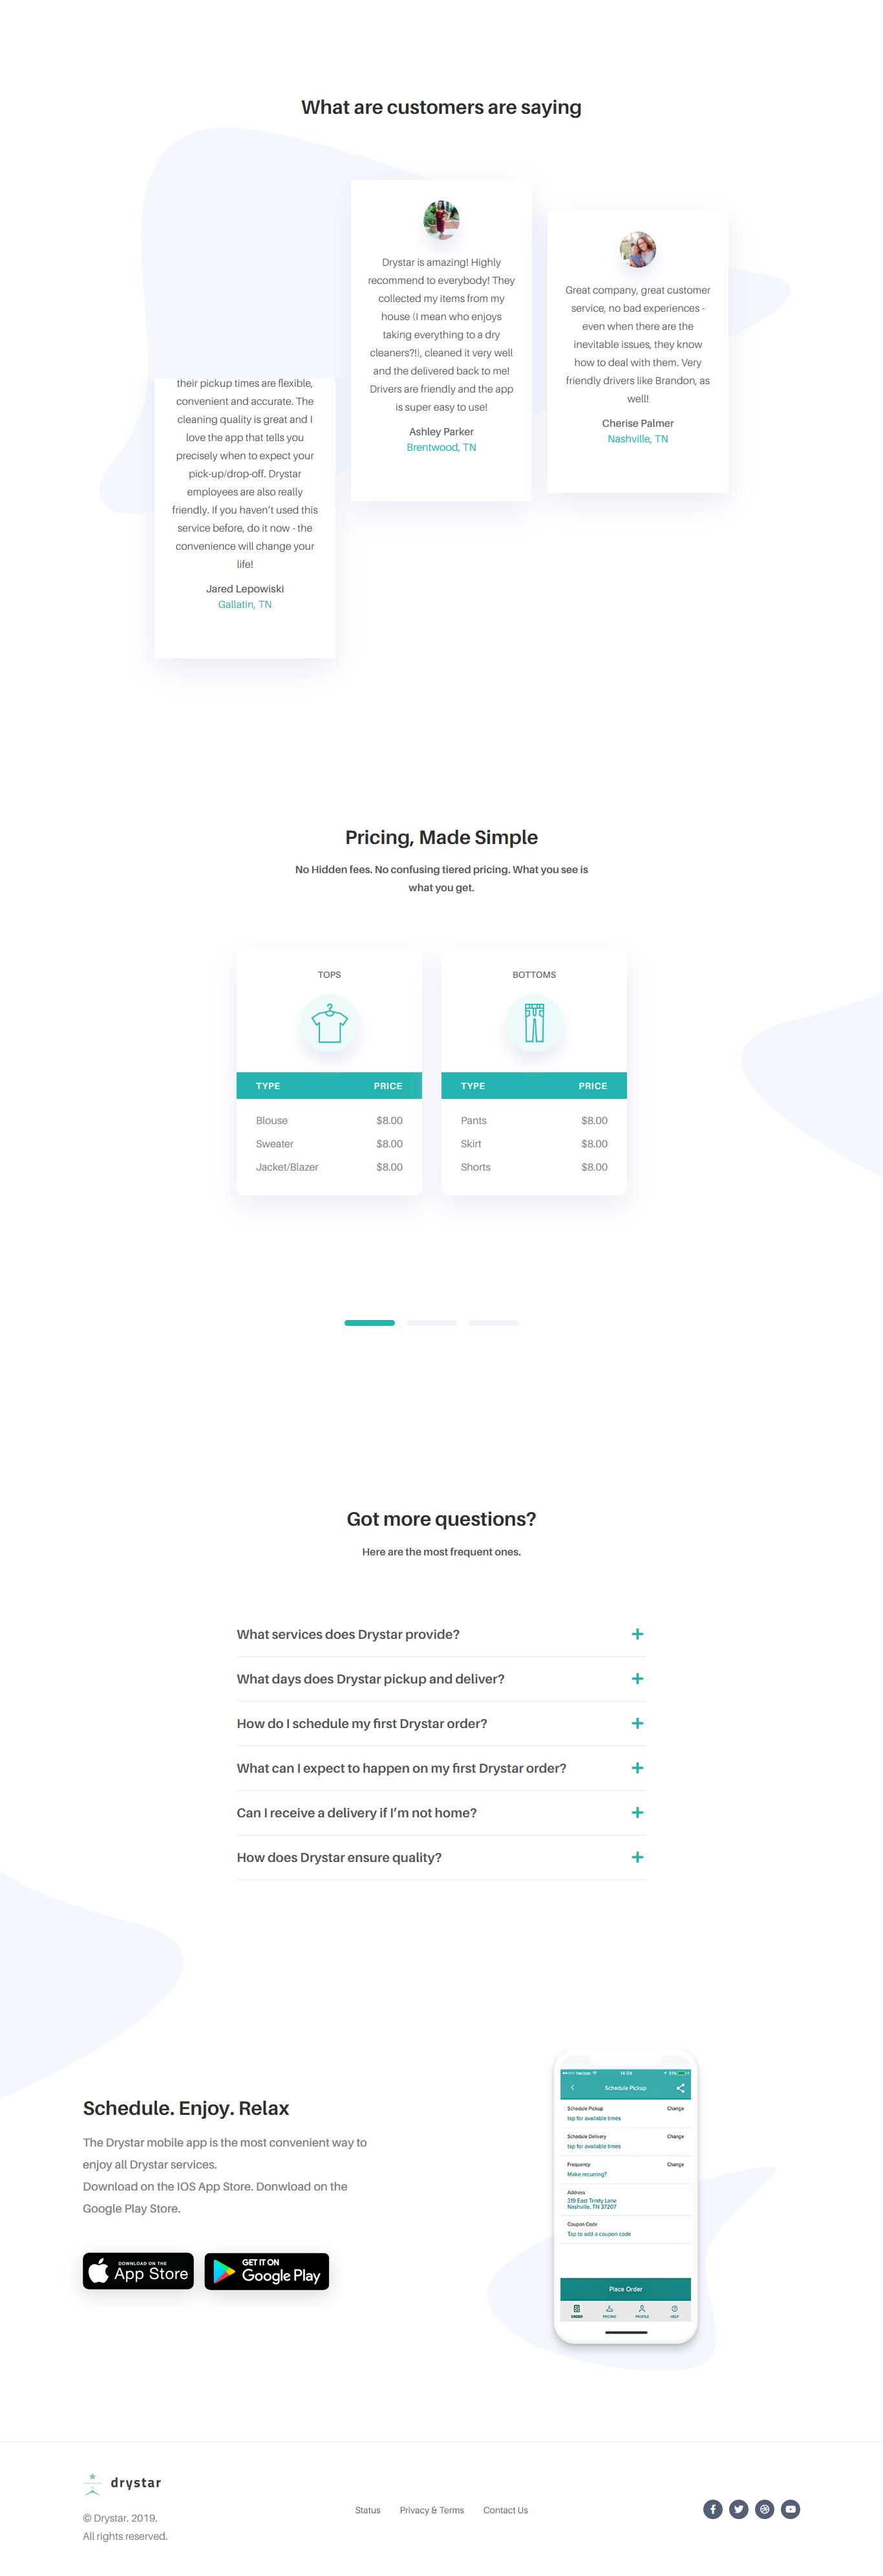 What are customers are saying
their pickup times are flexible,
convenient and accurate. The
cleaning quality is great and I
love the app that tells you
precisely when to expect your
pick-up/drop-off. Drystar
employees are also really
friendly. If you haven’t used this
service before, do it now - the
convenience will change your
life!
Jared Lepowiski
Gallatin, TN
Drystar is amazing! Highly
recommend to everybody! They
collected my items from my
house (I mean who enjoys
taking everything to a dry
cleaners?!), cleaned it very well
and the delivered back to me!
Drivers are friendly and the app
is super easy to use!
Ashley Parker
Brentwood, TN
Great company, great customer
service, no bad experiences -
even when there are the
inevitable issues, they know
how to deal with them. Very
friendly drivers like Brandon, as
well!
Cherise Palmer
Nashville, TN
Pricing, Made Simple
No Hidden fees. No confusing tiered pricing. What you see is
what you get.
TOPS
TYPE PRICE
Blouse $8.00
Sweater $8.00
Jacket/Blazer $8.00
BOTTOMS
TYPE PRICE
Pants $8.00
Skirt $8.00
Shorts $8.00
Got more questions?
Here are the most frequent ones.
What services does Drystar provide?
What days does Drystar pickup and deliver?
How do I schedule my first Drystar order?
What can I expect to happen on my first Drystar order?
Can I receive a delivery if I’m not home?
How does Drystar ensure quality?
Schedule. Enjoy. Relax
The Drystar mobile app is the most convenient way to
enjoy all Drystar services.
Download on the IOS App Store. Donwload on the
Google Play Store.
DOWNLOAD ON THE
App Store
GET IT ON
Google Play
Verizon 14:24 21%
Schedule Pickup
Schedule Pickup Change
tap for available times
Schedule Delivery Change
tap for available times
Frequency Change
Make recurring?
Address
319 East Trinity Lane
Nashville, TN 37207
Coupon Code
Tap to add a coupon code
Place Order
ORDER PRICING PROFILE HELP
drystar
© Drystar. 2019.
All rights reserved.
Status Privacy & Terms Contact Us